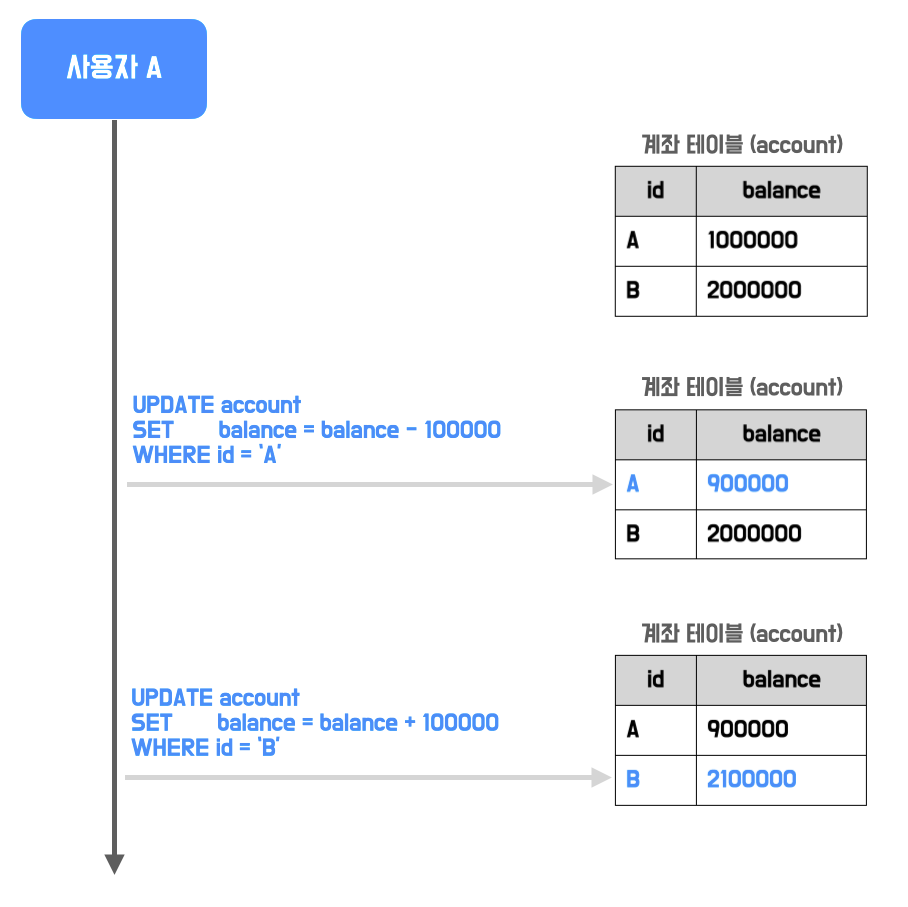 사용자 A
계좌 테이블 (account)
id balance
A 1000000
B 2000000
계좌 테이블 (account)
UPDATE account
SET balance = balance - 100000
WHERE id = 'A'
id balance
A 900000
B 2000000
계좌 테이블 (account)
UPDATE account
SET balance = balance + 100000
WHERE id = 'B'
id balance
A 900000
B 2100000